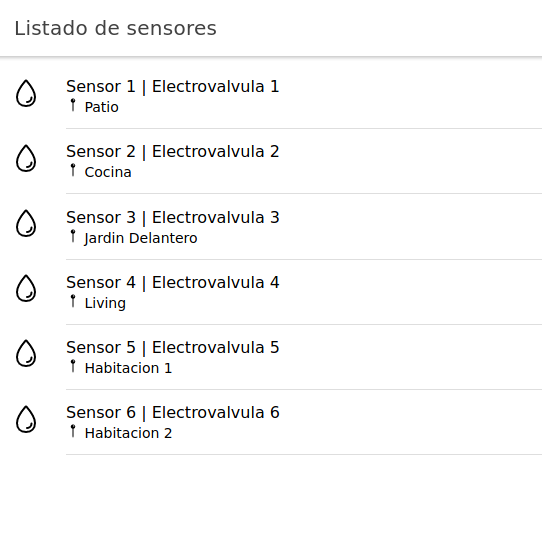 Listado de sensores
Sensor 1 | Electrovalvula 1
Patio
Sensor 2 | Electrovalvula 2
Cocina
Sensor 3 | Electrovalvula 3
Jardin Delantero
Sensor 4 | Electrovalvula 4
Living
Sensor 5 | Electrovalvula 5
Habitacion 1
Sensor 6 | Electrovalvula 6
Habitacion 2